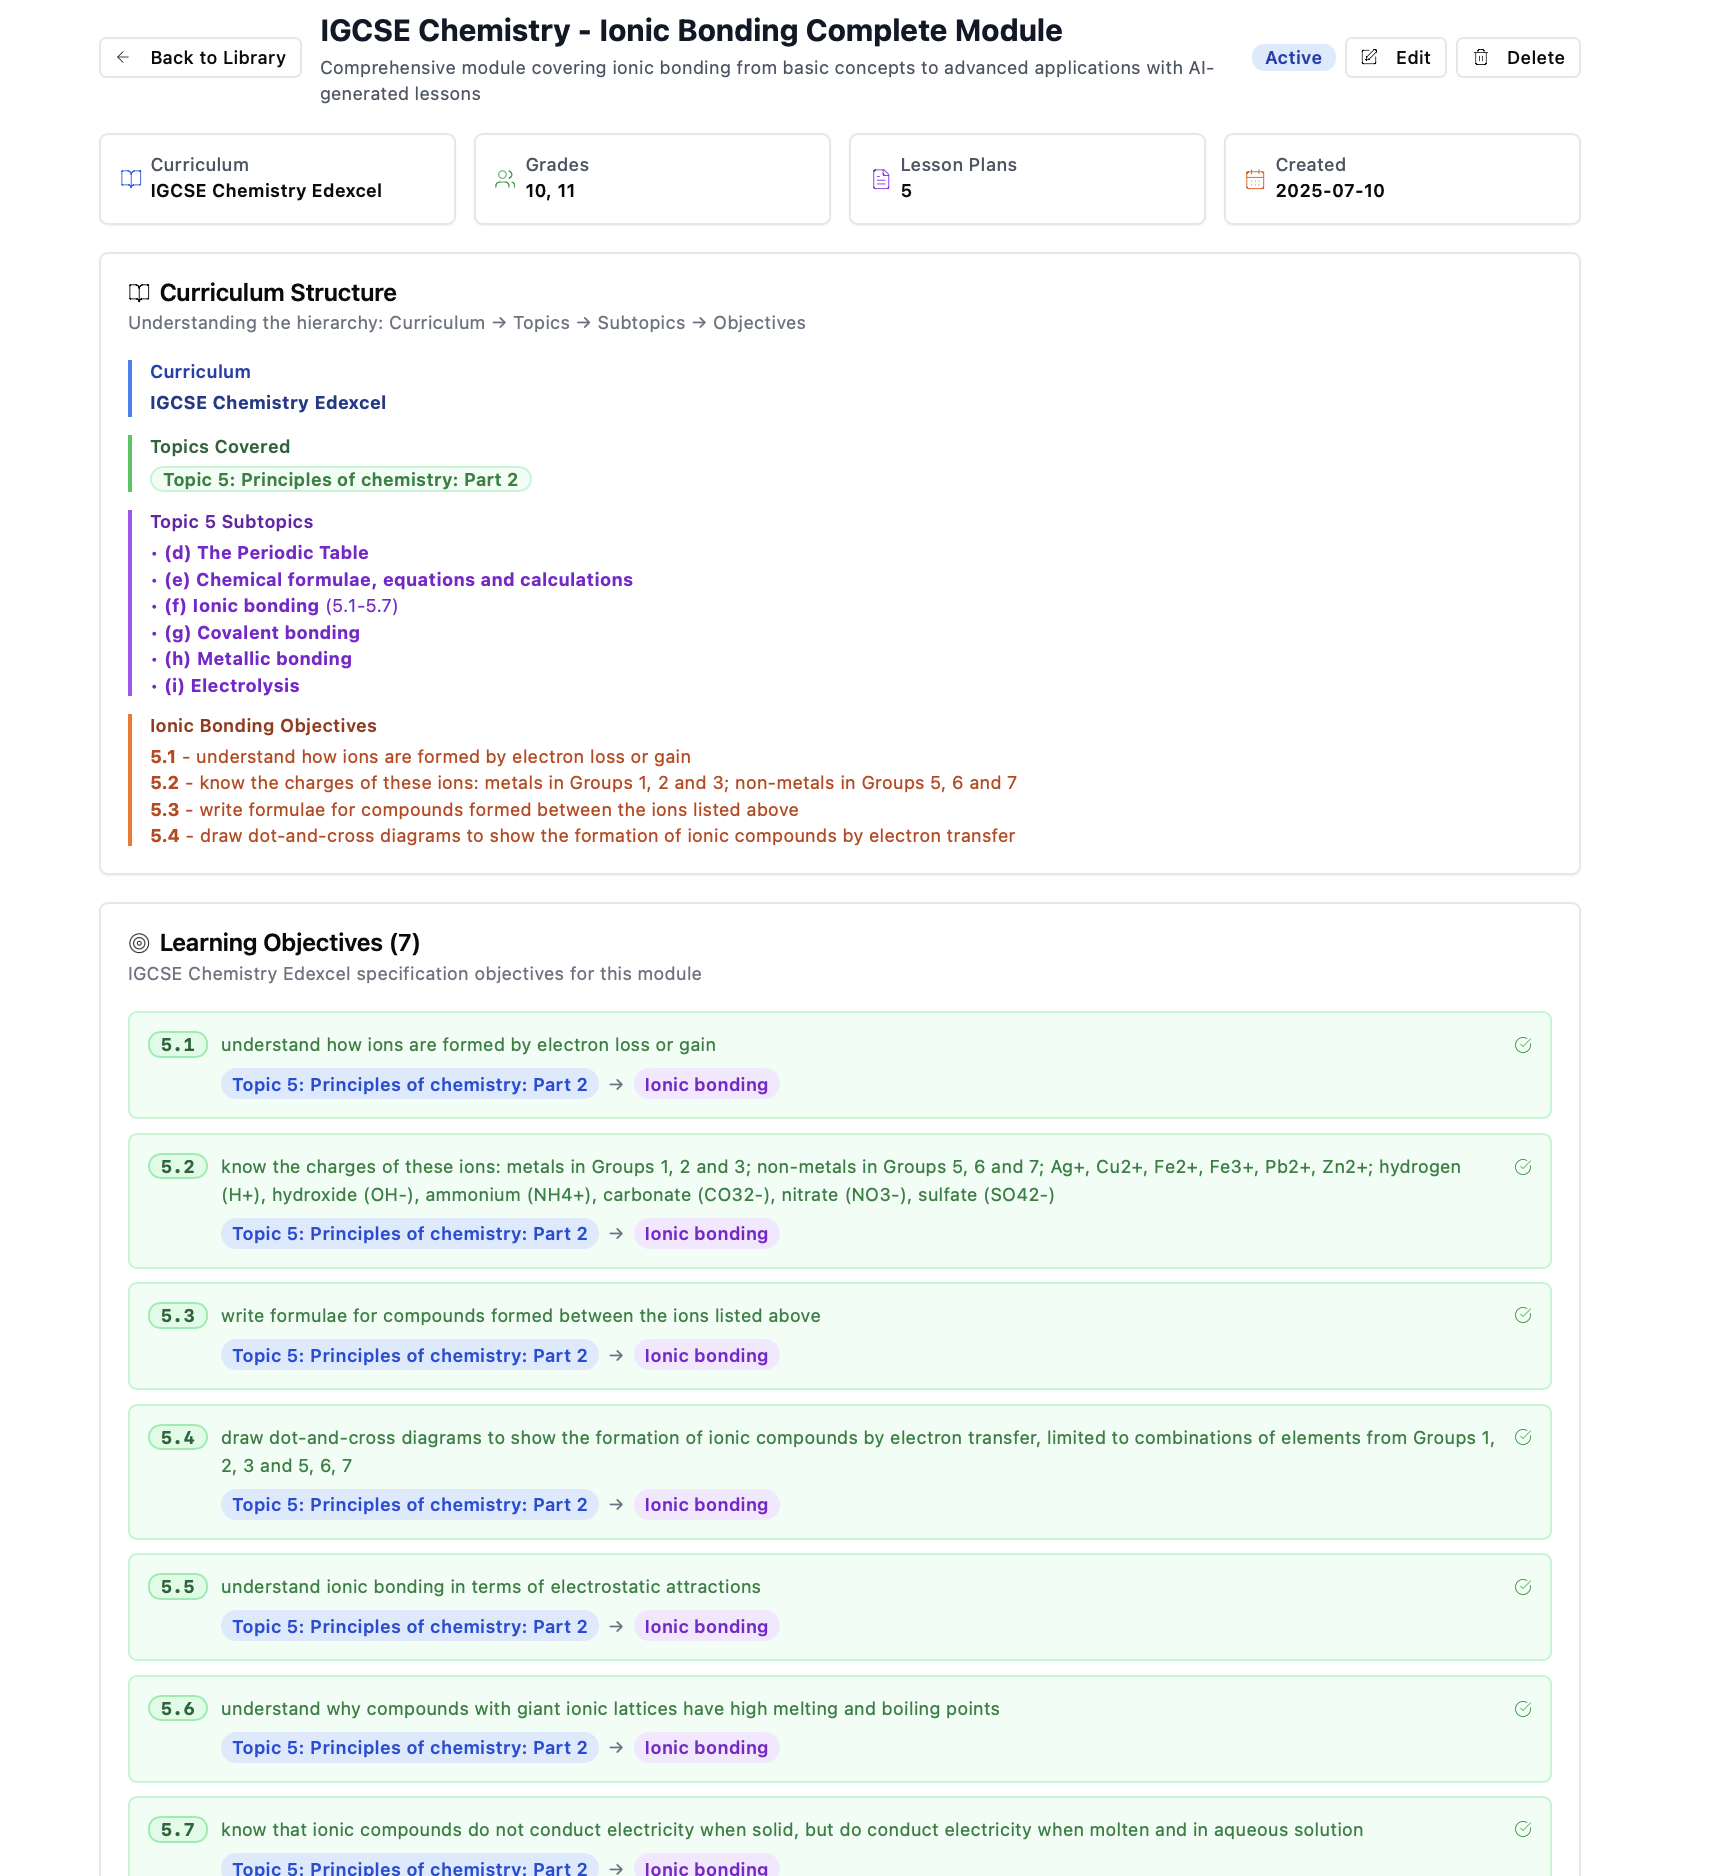 Back to Library
IGCSE Chemistry - Ionic Bonding Complete Module
Comprehensive module covering ionic bonding from basic concepts to advanced applications with AI-
generated lessons
Active
Edit
Delete
Curriculum
IGCSE Chemistry Edexcel
Grades
10, 11
Lesson Plans
5
Created
2025-07-10
Curriculum Structure
Understanding the hierarchy: Curriculum → Topics → Subtopics → Objectives
Curriculum
IGCSE Chemistry Edexcel
Topics Covered
Topic 5: Principles of chemistry: Part 2
Topic 5 Subtopics
• (d) The Periodic Table
• (e) Chemical formulae, equations and calculations
• (f) Ionic bonding (5.1-5.7)
• (g) Covalent bonding
• (h) Metallic bonding
• (i) Electrolysis
Ionic Bonding Objectives
5.1 - understand how ions are formed by electron loss or gain
5.2 - know the charges of these ions: metals in Groups 1, 2 and 3; non-metals in Groups 5, 6 and 7
5.3 - write formulae for compounds formed between the ions listed above
5.4 - draw dot-and-cross diagrams to show the formation of ionic compounds by electron transfer
Learning Objectives (7)
IGCSE Chemistry Edexcel specification objectives for this module
5.1 understand how ions are formed by electron loss or gain
Topic 5: Principles of chemistry: Part 2 → Ionic bonding
5.2 know the charges of these ions: metals in Groups 1, 2 and 3; non-metals in Groups 5, 6 and 7; Ag+, Cu2+, Fe2+, Fe3+, Pb2+, Zn2+; hydrogen
(H+), hydroxide (OH-), ammonium (NH4+), carbonate (CO32-), nitrate (NO3-), sulfate (SO42-)
Topic 5: Principles of chemistry: Part 2 → Ionic bonding
5.3 write formulae for compounds formed between the ions listed above
Topic 5: Principles of chemistry: Part 2 → Ionic bonding
5.4 draw dot-and-cross diagrams to show the formation of ionic compounds by electron transfer, limited to combinations of elements from Groups 1,
2, 3 and 5, 6, 7
Topic 5: Principles of chemistry: Part 2 → Ionic bonding
5.5 understand ionic bonding in terms of electrostatic attractions
Topic 5: Principles of chemistry: Part 2 → Ionic bonding
5.6 understand why compounds with giant ionic lattices have high melting and boiling points
Topic 5: Principles of chemistry: Part 2 → Ionic bonding
5.7 know that ionic compounds do not conduct electricity when solid, but do conduct electricity when molten and in aqueous solution
Topic 5: Principles of chemistry: Part 2 → Ionic bonding